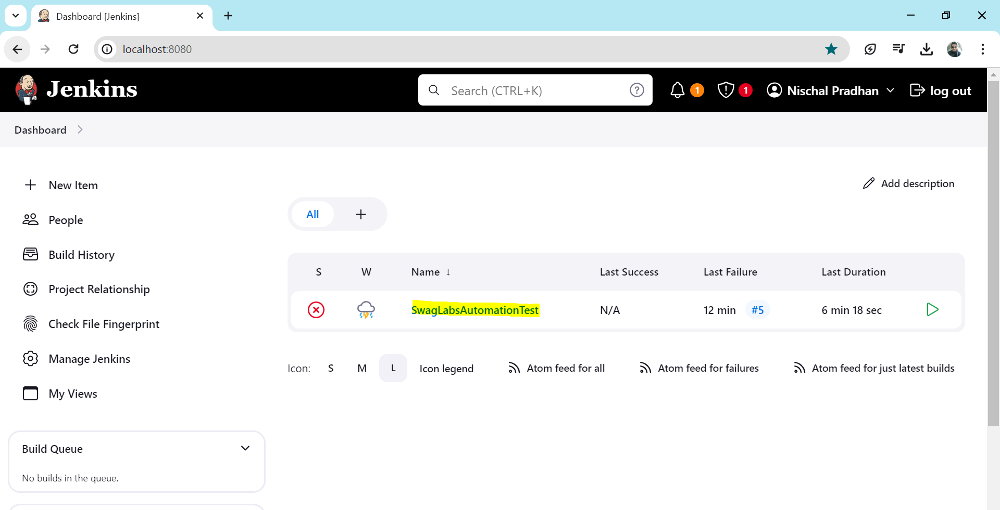 Dashboard [Jenkins]
localhost:8080
Jenkins
Search (CTRL+K)
1
1
Nischal Pradhan
log out
Dashboard
New Item
People
Build History
Project Relationship
Check File Fingerprint
Manage Jenkins
My Views
Build Queue
No builds in the queue.
Add description
All
S W Name ↓ Last Success Last Failure Last Duration
SwagLabsAutomationTest N/A 12 min #5 6 min 18 sec
Icon: S M L Icon legend Atom feed for all Atom feed for failures Atom feed for just latest builds